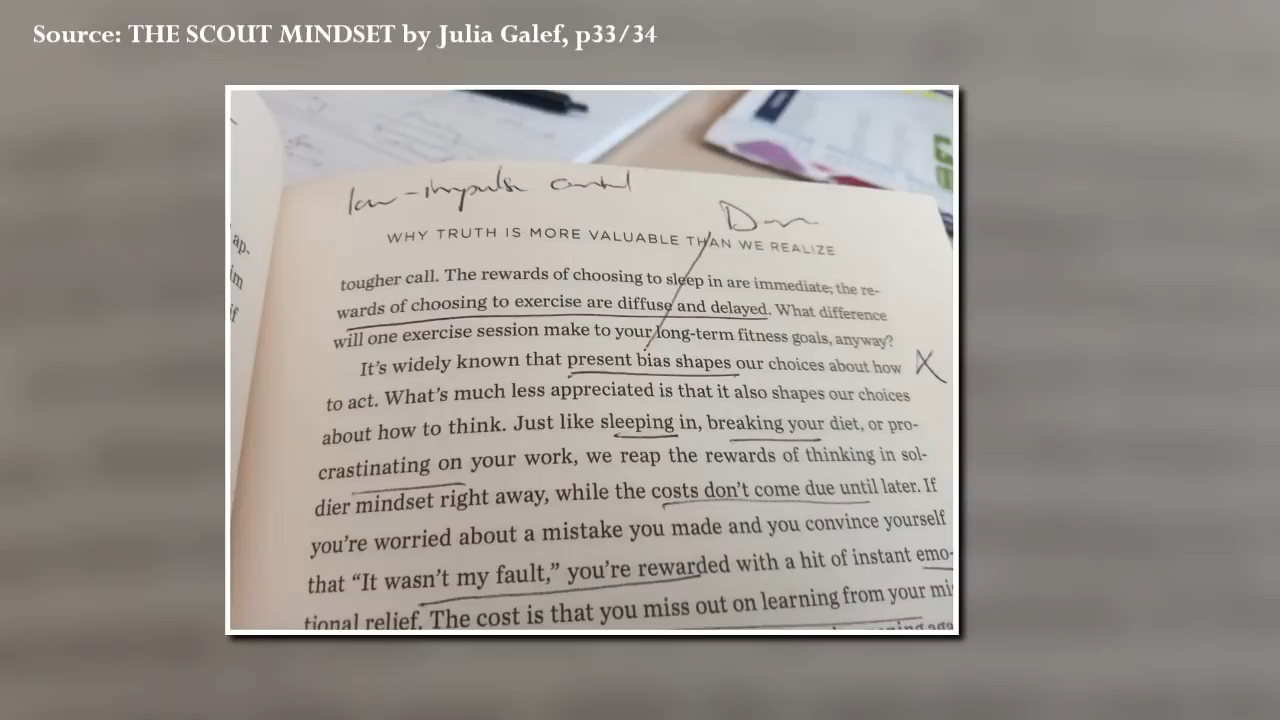 Source: THE SCOUT MINDSET by Julia Galef, p33/34
low-impulse control
WHY TRUTH IS MORE VALUABLE THAN WE REALIZE
ap.
im
if
tougher call. The rewards of choosing to sleep in are immediate; the re-
wards of choosing to exercise are diffuse and delayed. What difference
will one exercise session make to your long-term fitness goals, anyway?
It's widely known that present bias shapes our choices about how
to act. What's much less appreciated is that it also shapes our choices
about how to think. Just like sleeping in, breaking your diet, or pro-
crastinating on your work, we reap the rewards of thinking in sol-
dier mindset right away, while the costs don't come due until later. If
you're worried about a mistake you made and you convince yourself
that “It wasn't my fault,” you're rewarded with a hit of instant emo-
tional relief. The cost is that you miss out on learning from your mi